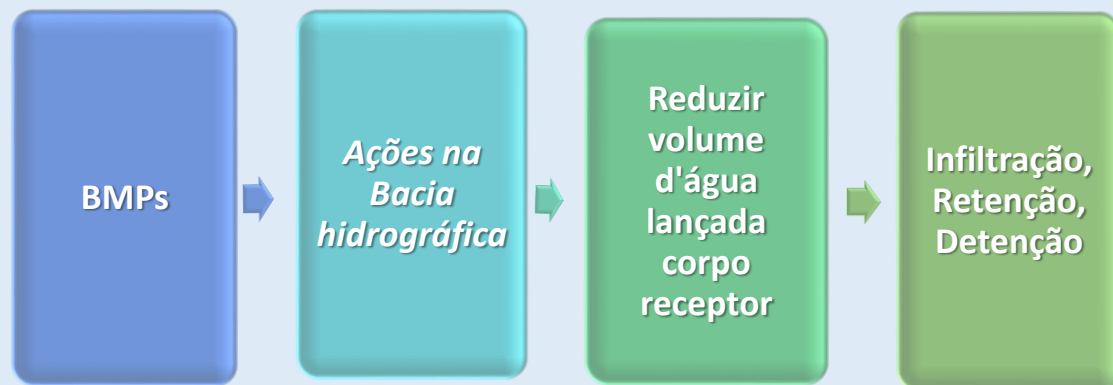 BMPs
Ações na
Bacia
hidrográfica
Reduzir
volume
d'água
lançada
corpo
receptor
Infiltração,
Retenção,
Detenção